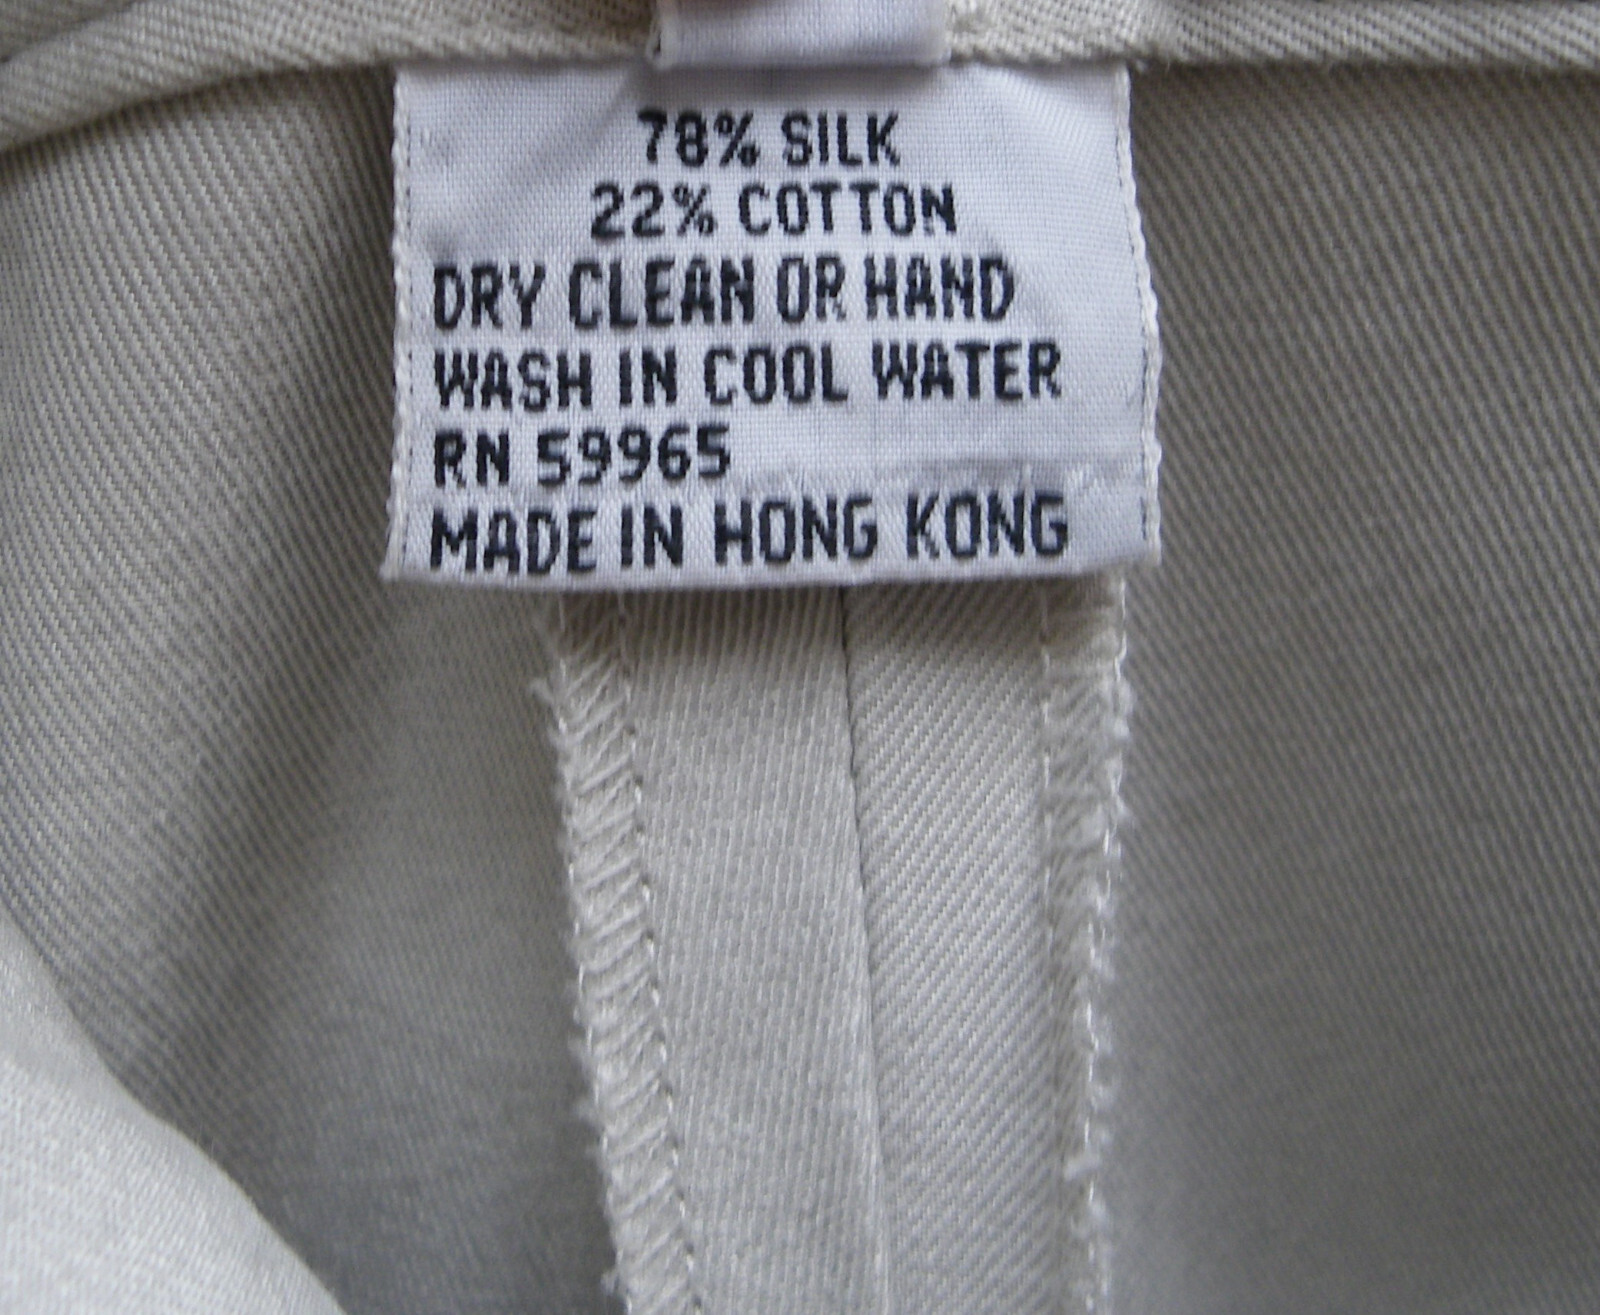 78% SILK
22% COTTON
DRY CLEAN OR HAND
WASH IN COOL WATER
RN 59965
MADE IN HONG KONG